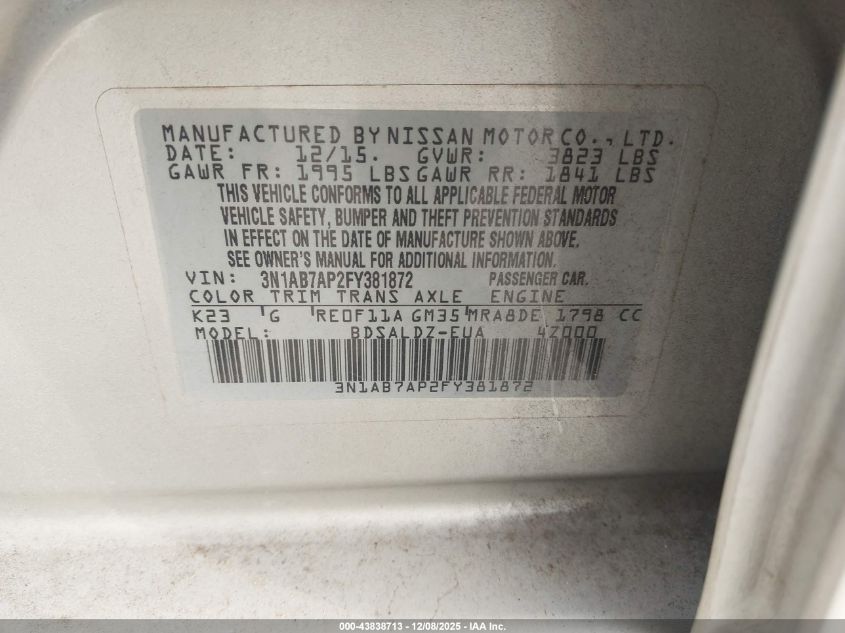 MANUFACTURED BY NISSAN MOTOR CO., LTD.
DATE: 12/15. GVWR: 3823 LBS
GAWR FR: 1995 LBS GAWR RR: 1841 LBS
THIS VEHICLE CONFORMS TO ALL APPLICABLE FEDERAL MOTOR
VEHICLE SAFETY, BUMPER AND THEFT PREVENTION STANDARDS
IN EFFECT ON THE DATE OF MANUFACTURE SHOWN ABOVE.
SEE OWNER'S MANUAL FOR ADDITIONAL INFORMATION.
VIN: 3N1AB7AP2FY381872 PASSENGER CAR.
COLOR TRIM TRANS AXLE ENGINE
K23 G RE0F11A GM35 MRA8DE 1798 CC
MODEL: BDSALDZ-EUA 4Z000
3N1AB7AP2FY381872
000-43838713 - 12/08/2025 - IAA Inc.